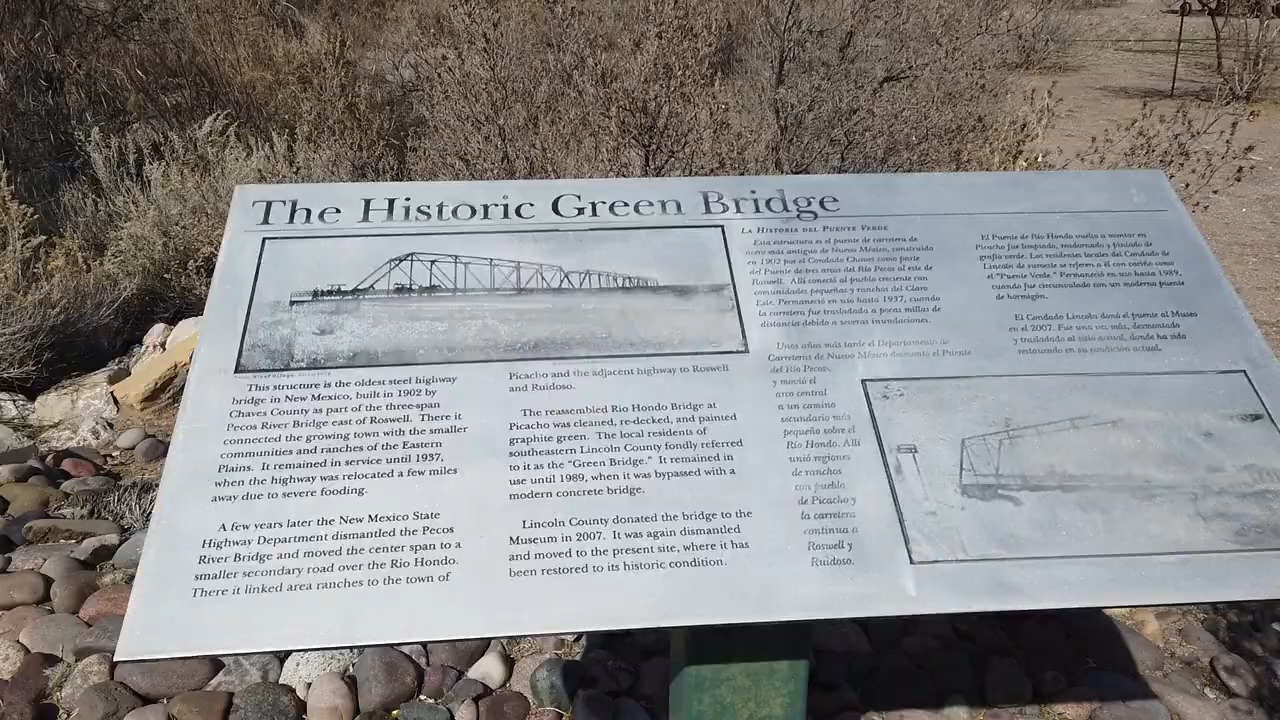 The Historic Green Bridge
This structure is the oldest steel highway
bridge in New Mexico, built in 1902 by
Chaves County as part of the three-span
Pecos River Bridge east of Roswell. There it
connected the growing town with the smaller
communities and ranches of the Eastern
Plains. It remained in service until 1937,
when the highway was relocated a few miles
away due to severe flooding.
A few years later the New Mexico State
Highway Department dismantled the Pecos
River Bridge and moved the center span to a
smaller secondary road over the Rio Hondo.
There it linked area ranches to the town of
Picacho and the adjacent highway to Roswell
and Ruidoso.
The reassembled Rio Hondo Bridge at
Picacho was cleaned, re-decked, and painted
graphite green. The local residents of
southeastern Lincoln County fondly referred
to it as the “Green Bridge.” It remained in
use until 1989, when it was bypassed with a
modern concrete bridge.
Lincoln County donated the bridge to the
Museum in 2007. It was again dismantled
and moved to the present site, where it has
been restored to its historic condition.
La Historia del Puente Verde
Esta estructura es el puente de carretera de
acero más antiguo de Nuevo México, construido
en 1902 por el Condado Chaves como parte
del Puente de tres arcas del Río Pecos al este de
Roswell. Allí conectó al pueblo creciente con
comunidades pequeñas y ranchos del Claro
Este. Permaneció en uso hasta 1937, cuando
la carretera fue trasladada a pocas millas de
distancia debido a severas inundaciones.
Unos años más tarde el Departamento de
Carreteras de Nuevo México desmontó el Puente
del Río Pecos
y movió el
arco central
a un camino
secundario más
pequeño sobre el
Río Hondo. Allí
unió regiones
de ranchos
con pueblo
de Picacho y
la carretera
continua a
Roswell y
Ruidoso.
El Puente de Río Hondo vuelto a montar en
Picacho fue limpiado, readornado y pintado de
grafito verde. Los residentes locales del Condado de
Lincoln de suroeste se referen a él con cariño como
el “Puente Verde.” Permaneció en uso hasta 1989,
cuando fue circunvalado con un moderno puente
de hormigón.
El Condado Lincoln donó el puente al Museo
en el 2007. Fue una vez más, desmontado
y trasladado al sitio actual, donde ha sido
restaurado en su condición actual.